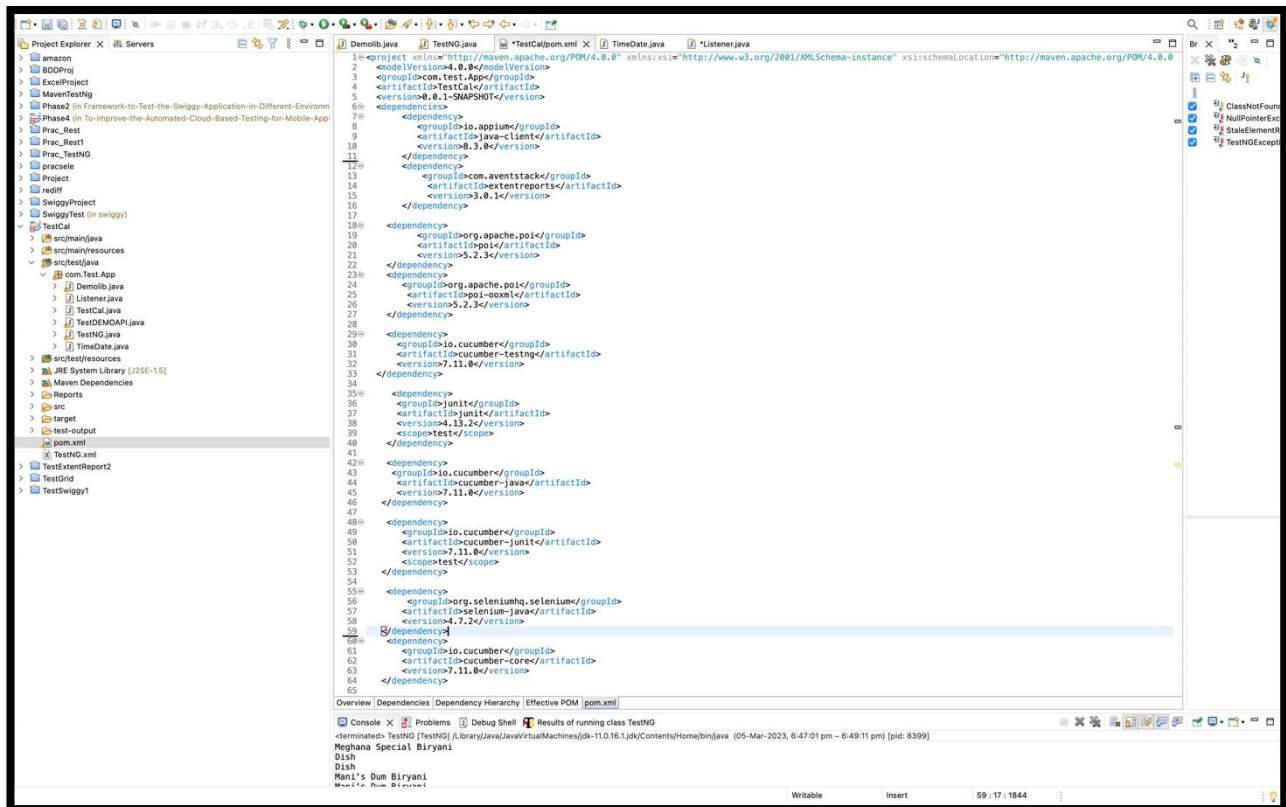 Project Explorer
Servers
amazon
BDDProj
ExcelProject
MavenTestNg
Phase2 (in Framework-to-Test-the-Swiggy-Application-in-Different-Environm
Phase4 (in To-Improve-the-Automated-Cloud-Based-Testing-for-Mobile-Appl
Prac_Rest
Prac_Rest1
Prac_TestNG
pracsele
Project
rediff
SwiggyProject
SwiggyTest (in swiggy)
TestCal
src/main/java
src/main/resources
src/test/java
com.Test.App
Demolib.java
Listener.java
TestCal.java
TestDEMOAPI.java
TestNG.java
TimeDate.java
src/test/resources
JRE System Library [J2SE-1.5]
Maven Dependencies
Reports
src
target
test-output
pom.xml
TestNG.xml
TestExtentReport2
TestGrid
TestSwiggy1
Demolib.java TestNG.java *TestCal/pom.xml TimeDate.java *Listener.java
1 <project xmlns="http://maven.apache.org/POM/4.0.0" xmlns:xsi="http://www.w3.org/2001/XMLSchema-instance" xsi:schemaLocation="http://maven.apache.org/POM/4.0.0
2 <modelVersion>4.0.0</modelVersion>
3 <groupId>com.test.App</groupId>
4 <artifactId>TestCal</artifactId>
5 <version>0.0.1-SNAPSHOT</version>
6 <dependencies>
7 <dependency>
8 <groupId>io.appium</groupId>
9 <artifactId>java-client</artifactId>
10 <version>8.3.0</version>
11 </dependency>
12 <dependency>
13 <groupId>com.aventstack</groupId>
14 <artifactId>extentreports</artifactId>
15 <version>3.0.1</version>
16 </dependency>
17
18 <dependency>
19 <groupId>org.apache.poi</groupId>
20 <artifactId>poi</artifactId>
21 <version>5.2.3</version>
22 </dependency>
23 <dependency>
24 <groupId>org.apache.poi</groupId>
25 <artifactId>poi-ooxml</artifactId>
26 <version>5.2.3</version>
27 </dependency>
28
29 <dependency>
30 <groupId>io.cucumber</groupId>
31 <artifactId>cucumber-testng</artifactId>
32 <version>7.11.0</version>
33 </dependency>
34
35 <dependency>
36 <groupId>junit</groupId>
37 <artifactId>junit</artifactId>
38 <version>4.13.2</version>
39 <scope>test</scope>
40 </dependency>
41
42 <dependency>
43 <groupId>io.cucumber</groupId>
44 <artifactId>cucumber-java</artifactId>
45 <version>7.11.0</version>
46 </dependency>
47
48 <dependency>
49 <groupId>io.cucumber</groupId>
50 <artifactId>cucumber-junit</artifactId>
51 <version>7.11.0</version>
52 <scope>test</scope>
53 </dependency>
54
55 <dependency>
56 <groupId>org.seleniumhq.selenium</groupId>
57 <artifactId>selenium-java</artifactId>
58 <version>4.7.2</version>
59 </dependency>
60 <dependency>
61 <groupId>io.cucumber</groupId>
62 <artifactId>cucumber-core</artifactId>
63 <version>7.11.0</version>
64 </dependency>
65
Overview Dependencies Dependency Hierarchy Effective POM pom.xml
Br
2
ClassNotFound
NullPointerExc
StaleElementR
TestNGExcepti
Console Problems Debug Shell Results of running class TestNG
<terminated> TestNG [TestNG] /Library/Java/JavaVirtualMachines/jdk-11.0.16.1.jdk/Contents/Home/bin/java (05-Mar-2023, 6:47:01 pm – 6:49:11 pm) [pid: 8399]
Meghana Special Biryani
Dish
Dish
Mani's Dum Biryani
Mani's Dum Biryani
Writable Insert 59 : 17 : 1844